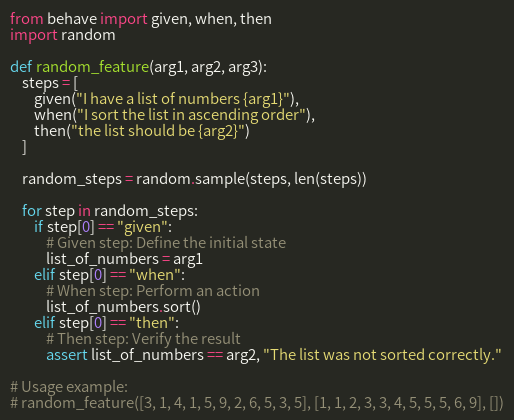 from behave import given, when, then
import random

def random_feature(arg1, arg2, arg3):
    steps = [
        given("I have a list of numbers {arg1}"),
        when("I sort the list in ascending order"),
        then("the list should be {arg2}")
    ]

    random_steps = random.sample(steps, len(steps))

    for step in random_steps:
        if step[0] == "given":
            # Given step: Define the initial state
            list_of_numbers = arg1
        elif step[0] == "when":
            # When step: Perform an action
            list_of_numbers.sort()
        elif step[0] == "then":
            # Then step: Verify the result
            assert list_of_numbers == arg2, "The list was not sorted correctly."

# Usage example:
# random_feature([3, 1, 4, 1, 5, 9, 2, 6, 5, 3, 5], [1, 1, 2, 3, 3, 4, 5, 5, 5, 6, 9], [])